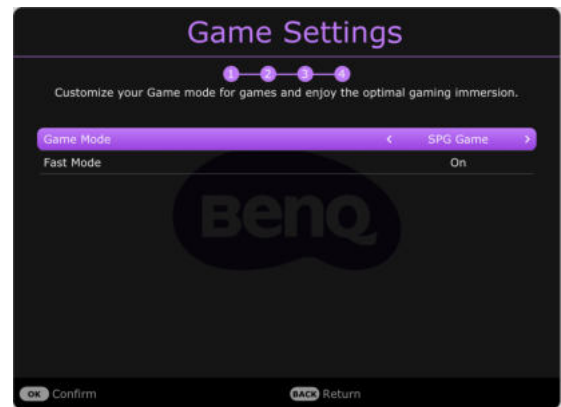 Game Settings
1 2 3 4
Customize your Game mode for games and enjoy the optimal gaming immersion.
Game Mode < SPG Game >
Fast Mode On
BenQ
OK Confirm BACK Return